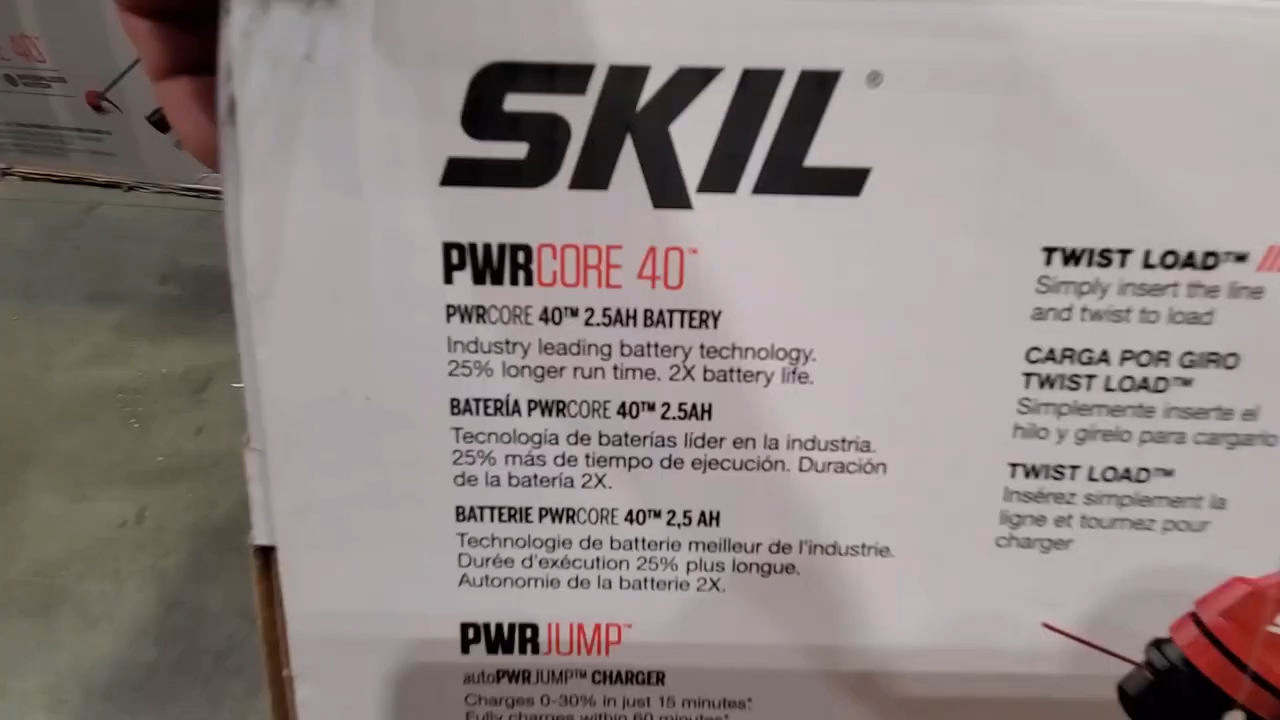 SKIL®
PWRCORE 40™
PWRCORE 40™ 2.5AH BATTERY
Industry leading battery technology.
25% longer run time. 2X battery life.
BATERÍA PWRCORE 40™ 2.5AH
Tecnología de baterías líder en la industria.
25% más de tiempo de ejecución. Duración
de la batería 2X.
BATTERIE PWRCORE 40™ 2,5 AH
Technologie de batterie meilleur de l'industrie.
Durée d'exécution 25% plus longue.
Autonomie de la batterie 2X.
PWRJUMP™
autoPWRJUMP™ CHARGER
Charges 0-30% in just 15 minutes*
Fully charges within 60 minutes*
TWIST LOAD™
Simply insert the line
and twist to load
CARGA POR GIRO
TWIST LOAD™
Simplemente inserte el
hilo y gírelo para cargarlo
TWIST LOAD™
Insérez simplement la
ligne et tournez pour
charger
40™